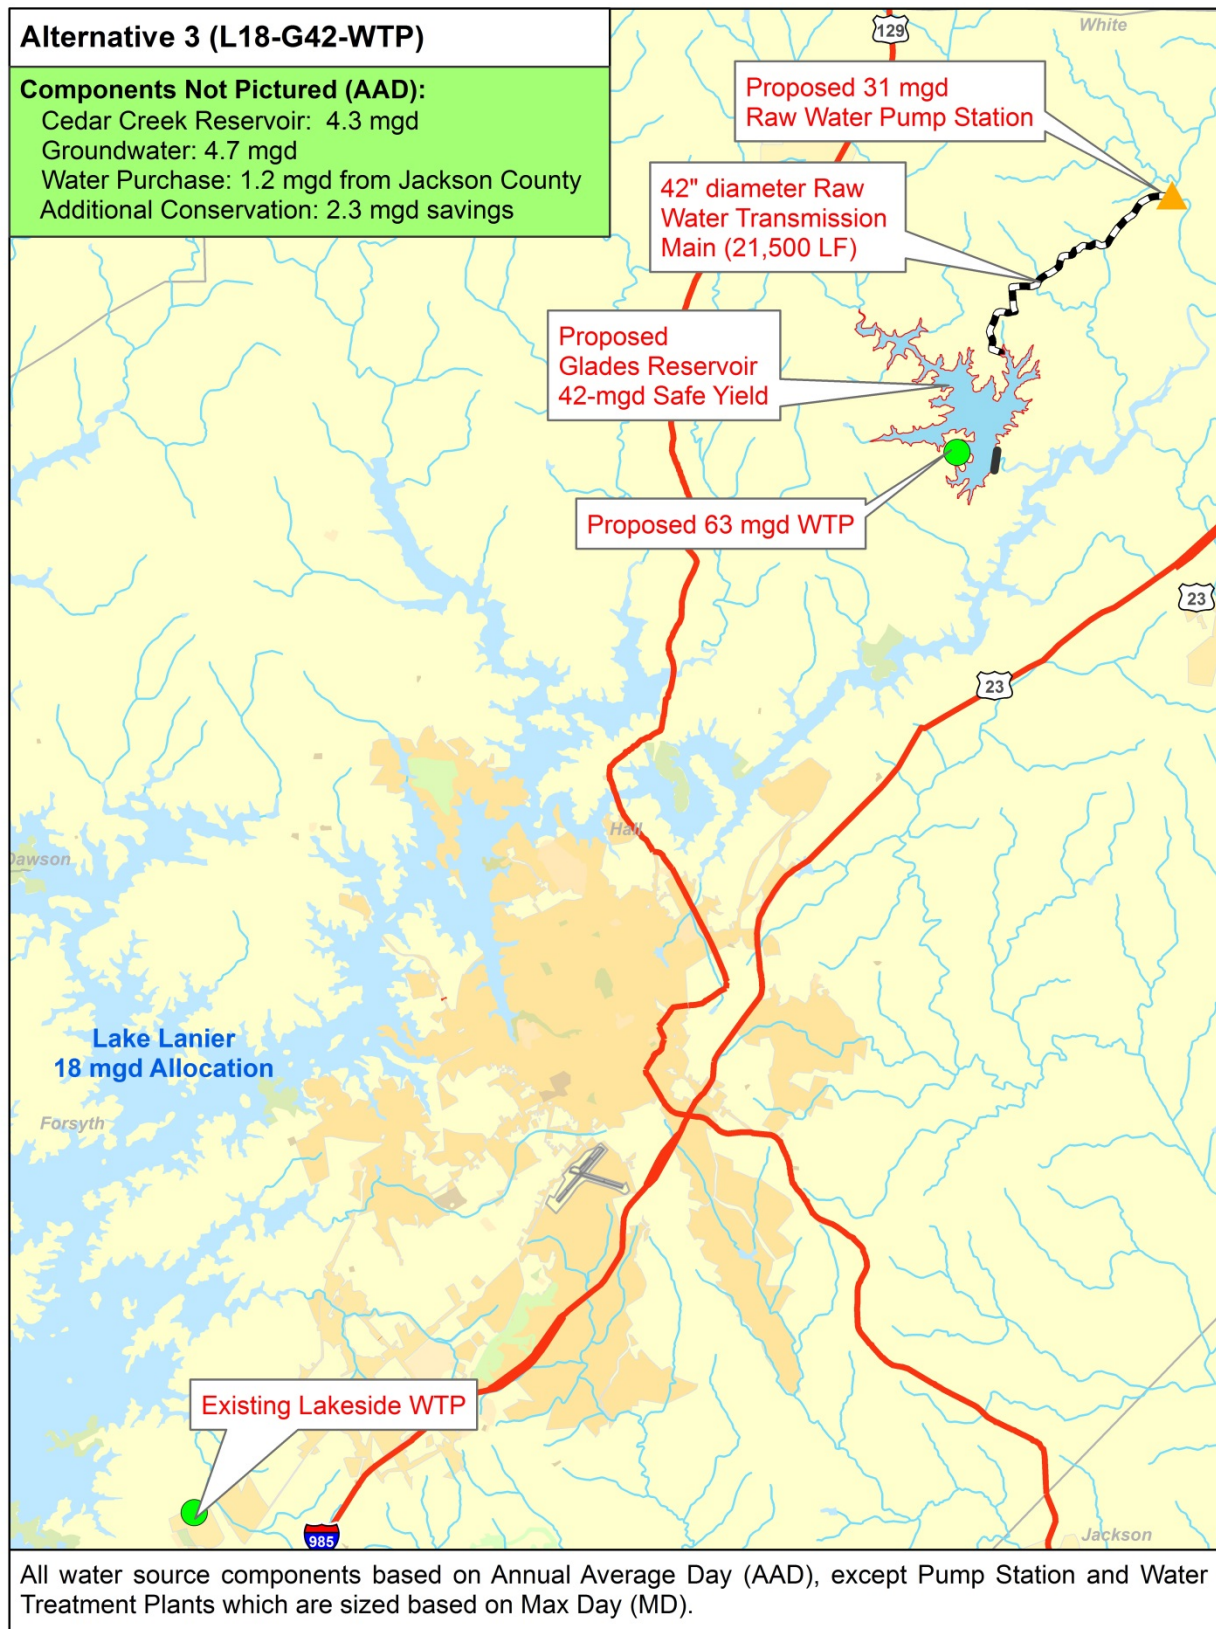 Alternative 3 (L18-G42-WTP)
Components Not Pictured (AAD):
Cedar Creek Reservoir: 4.3 mgd
Groundwater: 4.7 mgd
Water Purchase: 1.2 mgd from Jackson County
Additional Conservation: 2.3 mgd savings
129
White
Proposed 31 mgd
Raw Water Pump Station
42" diameter Raw
Water Transmission
Main (21,500 LF)
Proposed
Glades Reservoir
42-mgd Safe Yield
Proposed 63 mgd WTP
23
23
Hall
Dawson
Lake Lanier
18 mgd Allocation
Forsyth
Existing Lakeside WTP
985
Jackson
All water source components based on Annual Average Day (AAD), except Pump Station and Water
Treatment Plants which are sized based on Max Day (MD).